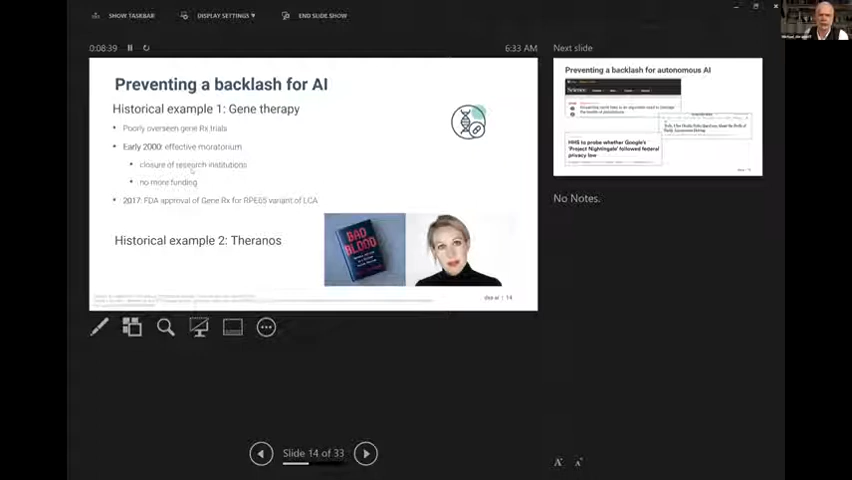 SHOW TASKBAR
DISPLAY SETTINGS
END SLIDE SHOW
0:08:39
6:33 AM
Next slide
Preventing a backlash for AI
Historical example 1: Gene therapy
Poorly overseen gene Rx trials
Early 2000: effective moratorium
closure of research institutions
no more funding
2017: FDA approval of Gene Rx for RPE65 variant of LCA
Historical example 2: Theranos
BAD
BLOOD
14
Preventing a backlash for autonomous AI
Science
HHS to probe whether Google's
'Project Nightingale' followed federal
privacy law
No Notes.
Slide 14 of 33
A
A